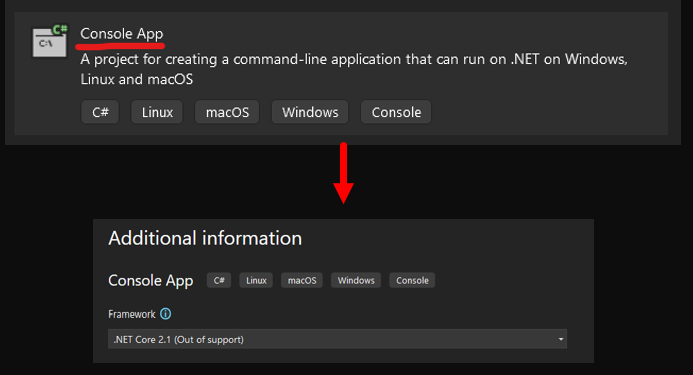 C#
C:\
Console App
A project for creating a command-line application that can run on .NET on Windows,
Linux and macOS
C# Linux macOS Windows Console
Additional information
Console App C# Linux macOS Windows Console
Framework
.NET Core 2.1 (Out of support)